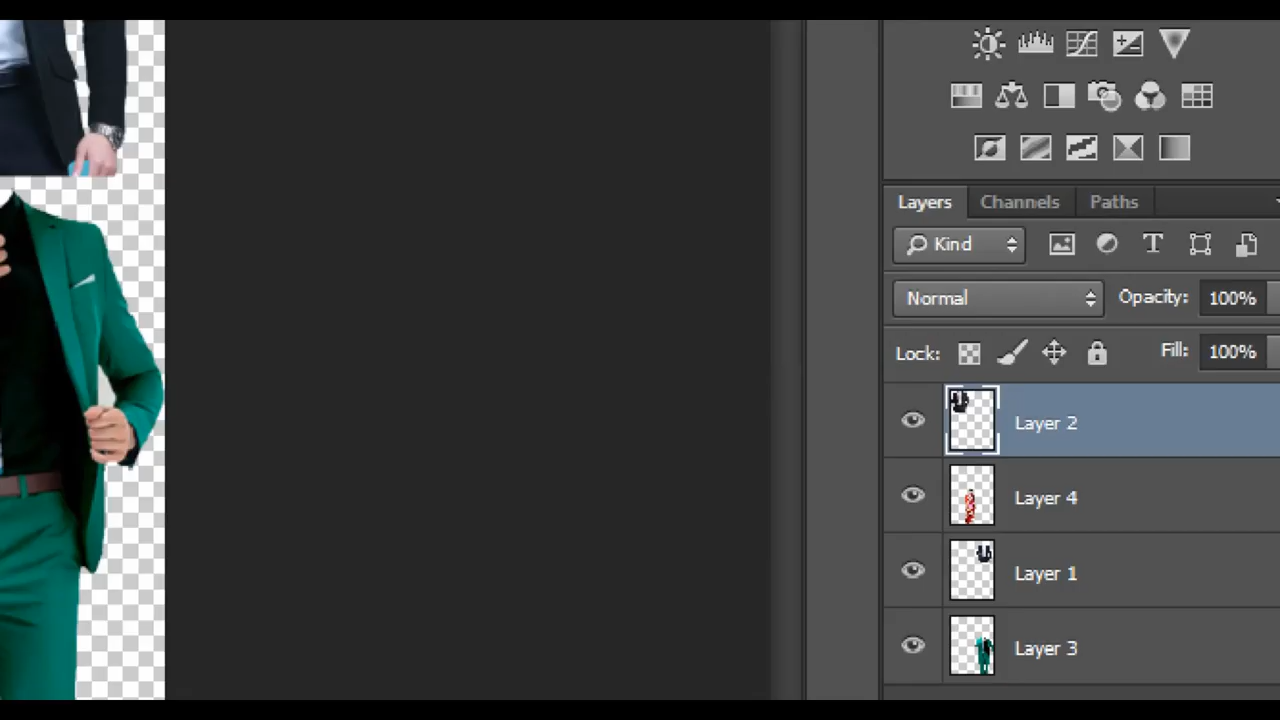 Layers Channels Paths
Kind
Normal Opacity: 100%
Lock: Fill: 100%
Layer 2
Layer 4
Layer 1
Layer 3